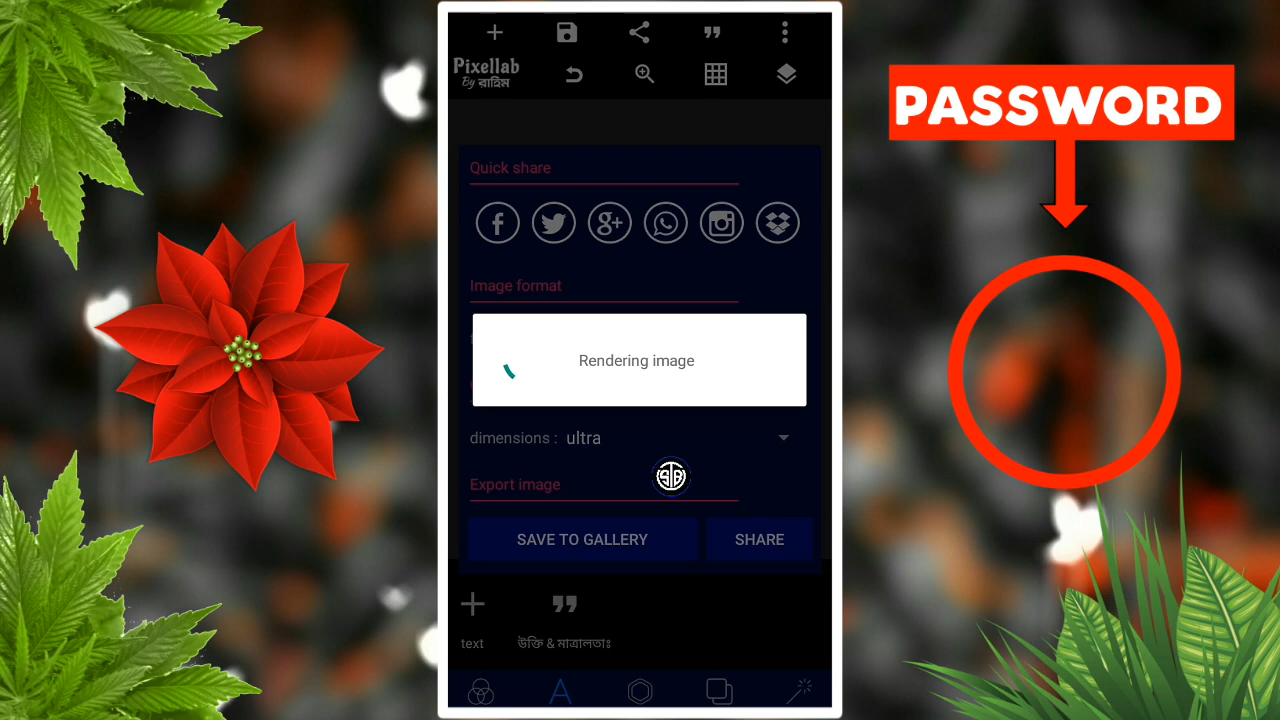 PASSWORD
Pixellab
By রাহিম
Quick share
Image format
Rendering image
dimensions : ultra
STB
Export image
SAVE TO GALLERY
SHARE
text
উক্তি & মাত্রালতাঃ